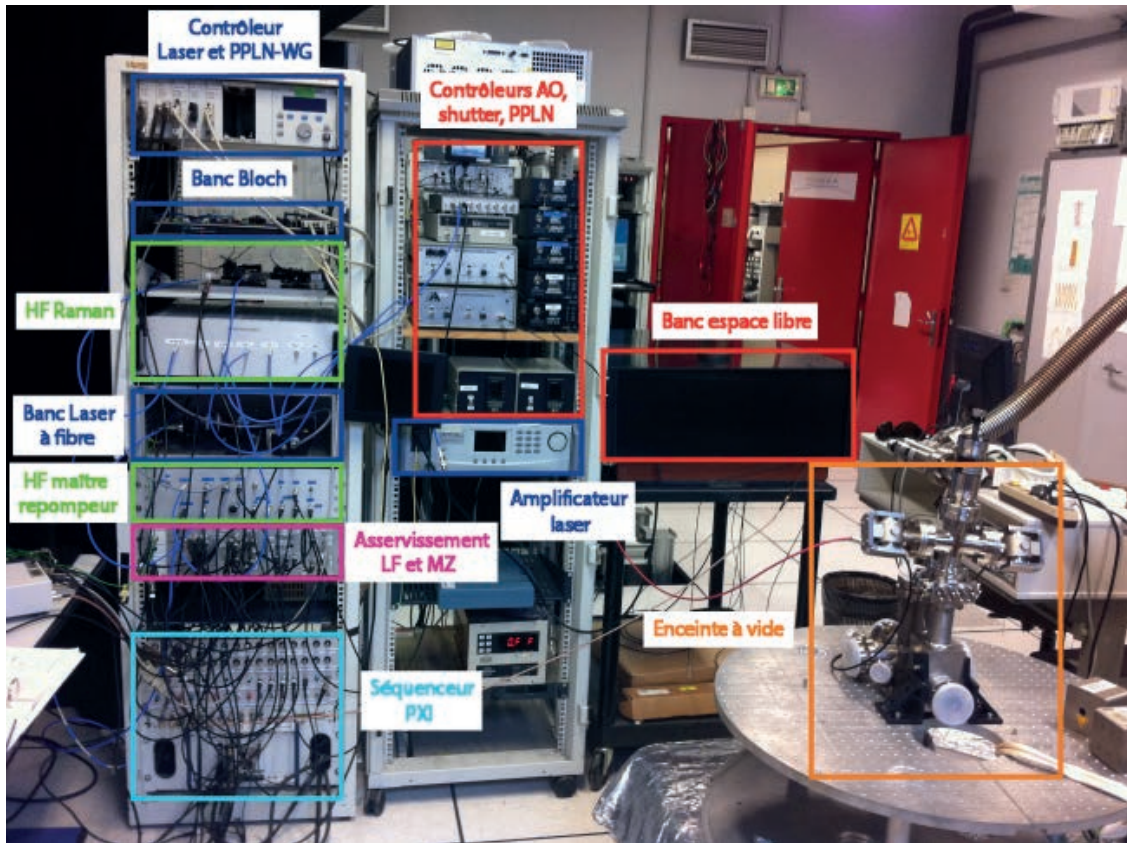 Contrôleur
Laser et PPLN-WG
Contrôleurs AO,
shutter, PPLN
Banc Bloch
HF Raman
Banc espace libre
Banc Laser
à fibre
HF maître
repompeur
Amplificateur
laser
Asservissement
LF et MZ
Enceinte à vide
Séquenceur
PXI